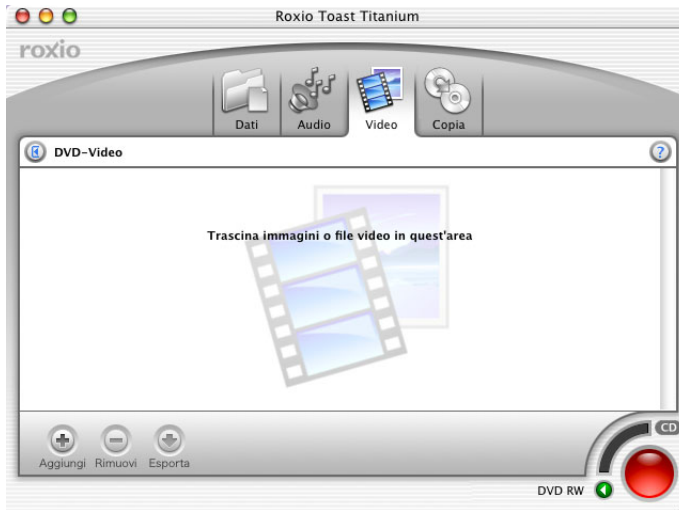 Roxio Toast Titanium
roxio
Dati Audio Video Copia
DVD-Video
?
Trascina immagini o file video in quest'area
CD
Aggiungi Rimuovi Esporta
DVD RW